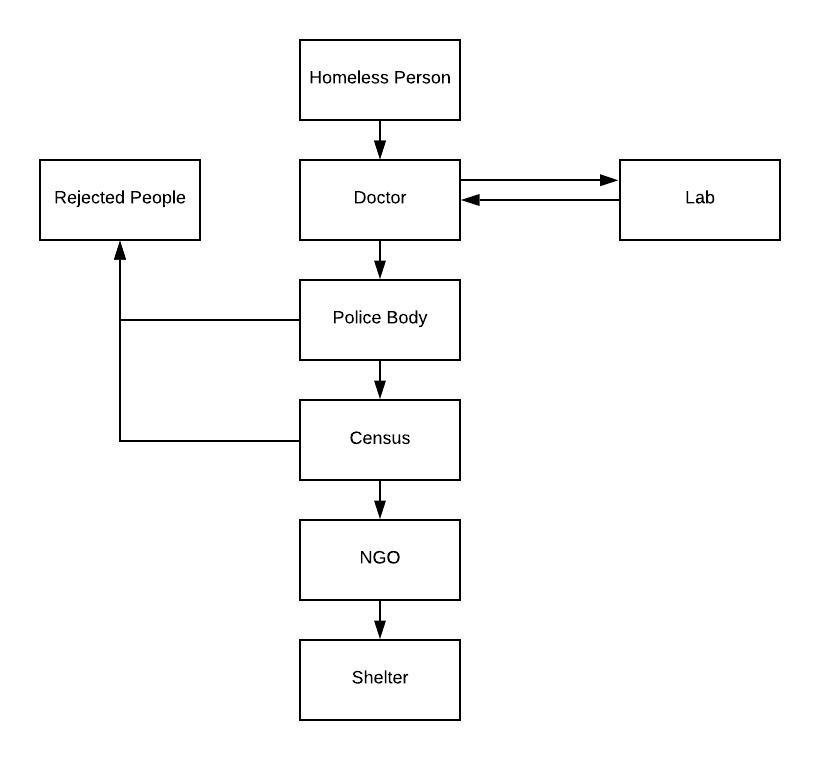 Homeless Person
Rejected People
Doctor
Lab
Police Body
Census
NGO
Shelter